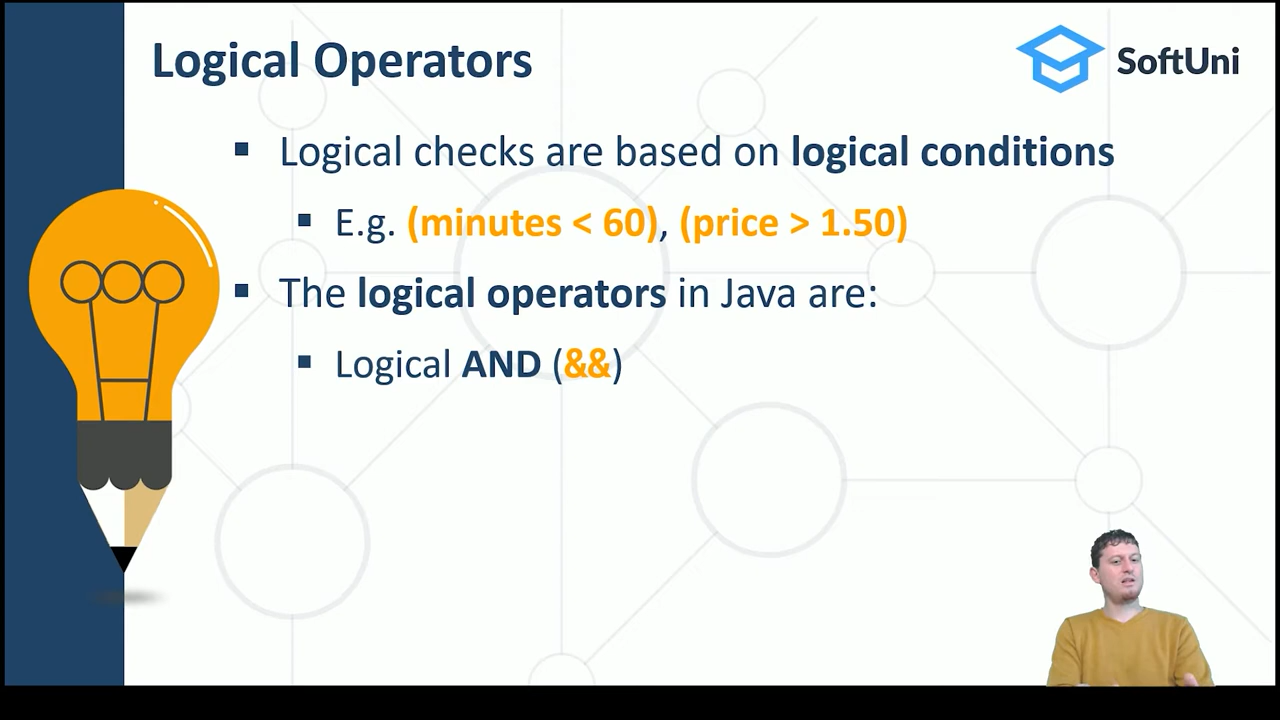 Logical Operators
SoftUni
▪ Logical checks are based on logical conditions
▪ E.g. (minutes < 60), (price > 1.50)
▪ The logical operators in Java are:
▪ Logical AND (&&)